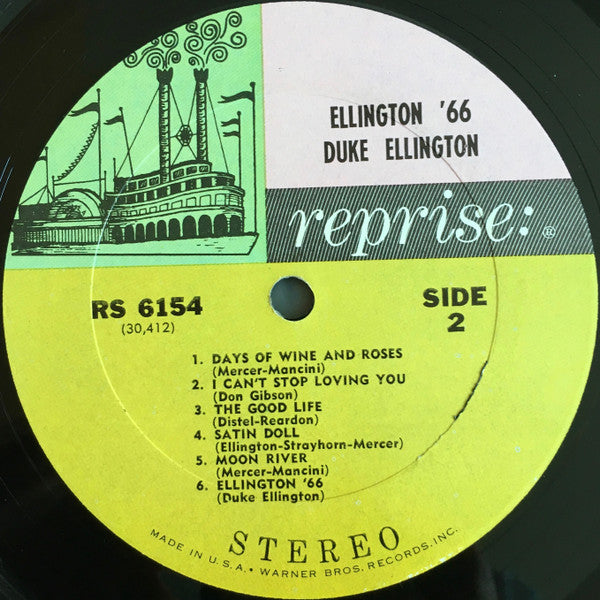 ELLINGTON '66
DUKE ELLINGTON
reprise: ®
RS 6154
(30,412)
SIDE
2
1. DAYS OF WINE AND ROSES
(Mercer-Mancini)
2. I CAN'T STOP LOVING YOU
(Don Gibson)
3. THE GOOD LIFE
(Distel-Reardon)
4. SATIN DOLL
(Ellington-Strayhorn-Mercer)
5. MOON RIVER
(Mercer-Mancini)
6. ELLINGTON '66
(Duke Ellington)
STEREO
MADE IN U.S.A. • WARNER BROS. RECORDS, INC.